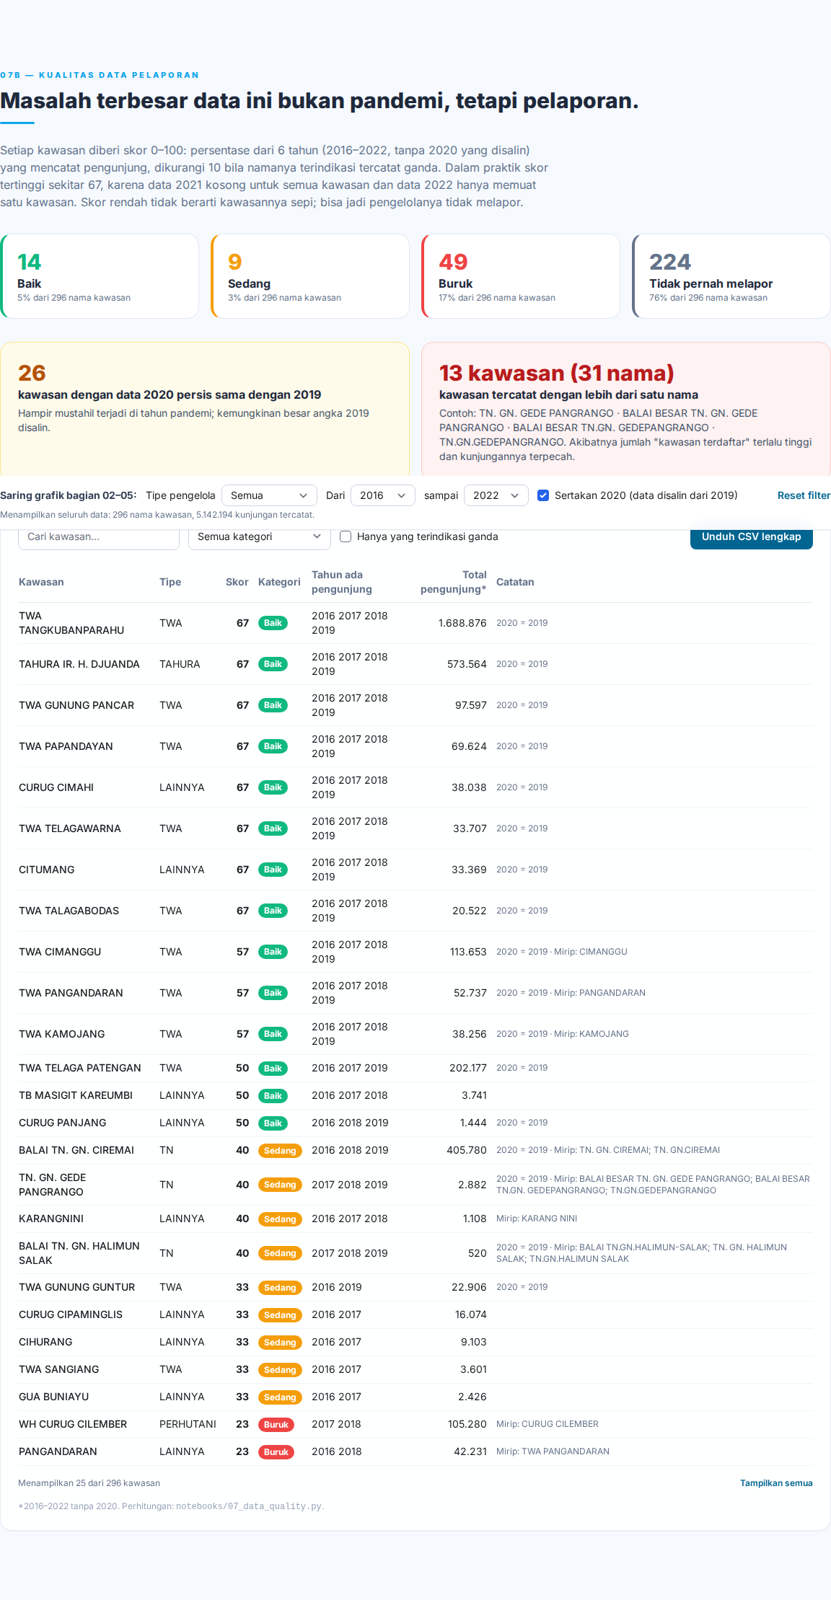 07B — KUALITAS DATA PELAPORAN
Masalah terbesar data ini bukan pandemi, tetapi pelaporan.
Setiap kawasan diberi skor 0–100: persentase dari 6 tahun (2016–2022, tanpa 2020 yang disalin)
yang mencatat pengunjung, dikurangi 10 bila namanya terindikasi tercatat ganda. Dalam praktik skor
tertinggi sekitar 67, karena data 2021 kosong untuk semua kawasan dan data 2022 hanya memuat
satu kawasan. Skor rendah tidak berarti kawasannya sepi; bisa jadi pengelolanya tidak melapor.
14
Baik
5% dari 296 nama kawasan
9
Sedang
3% dari 296 nama kawasan
49
Buruk
17% dari 296 nama kawasan
224
Tidak pernah melapor
76% dari 296 nama kawasan
26
kawasan dengan data 2020 persis sama dengan 2019
Hampir mustahil terjadi di tahun pandemi; kemungkinan besar angka 2019
disalin.
13 kawasan (31 nama)
kawasan tercatat dengan lebih dari satu nama
Contoh: TN. GN. GEDE PANGRANGO · BALAI BESAR TN. GN. GEDE
PANGRANGO · BALAI BESAR TN.GN. GEDEPANGRANGO ·
TN.GN.GEDEPANGRANGO. Akibatnya jumlah "kawasan terdaftar" terlalu tinggi
dan kunjungannya terpecah.
Saring grafik bagian 02–05: Tipe pengelola Semua Dari 2016 sampai 2022 Sertakan 2020 (data disalin dari 2019) Reset filter
Menampilkan seluruh data: 296 nama kawasan, 5.142.194 kunjungan tercatat.
Cari kawasan... Semua kategori Hanya yang terindikasi ganda Unduh CSV lengkap
Kawasan Tipe Skor Kategori Tahun ada pengunjung Total pengunjung* Catatan
TWA TANGKUBANPARAHU TWA 67 Baik 2016 2017 2018 2019 1.688.876 2020 = 2019
TAHURA IR. H. DJUANDA TAHURA 67 Baik 2016 2017 2018 2019 573.564 2020 = 2019
TWA GUNUNG PANCAR TWA 67 Baik 2016 2017 2018 2019 97.597 2020 = 2019
TWA PAPANDAYAN TWA 67 Baik 2016 2017 2018 2019 69.624 2020 = 2019
CURUG CIMAHI LAINNYA 67 Baik 2016 2017 2018 2019 38.038 2020 = 2019
TWA TELAGAWARNA TWA 67 Baik 2016 2017 2018 2019 33.707 2020 = 2019
CITUMANG LAINNYA 67 Baik 2016 2017 2018 2019 33.369 2020 = 2019
TWA TALAGABODAS TWA 67 Baik 2016 2017 2018 2019 20.522 2020 = 2019
TWA CIMANGGU TWA 57 Baik 2016 2017 2018 2019 113.653 2020 = 2019 · Mirip: CIMANGGU
TWA PANGANDARAN TWA 57 Baik 2016 2017 2018 2019 52.737 2020 = 2019 · Mirip: PANGANDARAN
TWA KAMOJANG TWA 57 Baik 2016 2017 2018 2019 38.256 2020 = 2019 · Mirip: KAMOJANG
TWA TELAGA PATENGAN TWA 50 Baik 2016 2017 2019 202.177 2020 = 2019
TB MASIGIT KAREUMBI LAINNYA 50 Baik 2016 2017 2018 3.741
CURUG PANJANG LAINNYA 50 Baik 2016 2018 2019 1.444 2020 = 2019
BALAI TN. GN. CIREMAI TN 40 Sedang 2016 2018 2019 405.780 2020 = 2019 · Mirip: TN. GN. CIREMAI; TN. GN.CIREMAI
TN. GN. GEDE PANGRANGO TN 40 Sedang 2017 2018 2019 2.882 2020 = 2019 · Mirip: BALAI BESAR TN. GN. GEDE PANGRANGO; BALAI BESAR TN.GN. GEDEPANGRANGO; TN.GN.GEDEPANGRANGO
KARANGNINI LAINNYA 40 Sedang 2016 2017 2018 1.108 Mirip: KARANG NINI
BALAI TN. GN. HALIMUN SALAK TN 40 Sedang 2017 2018 2019 520 2020 = 2019 · Mirip: BALAI TN.GN.HALIMUN-SALAK; TN. GN. HALIMUN SALAK; TN.GN.HALIMUN SALAK
TWA GUNUNG GUNTUR TWA 33 Sedang 2016 2019 22.906 2020 = 2019
CURUG CIPAMINGLIS LAINNYA 33 Sedang 2016 2017 16.074
CIHURANG LAINNYA 33 Sedang 2016 2017 9.103
TWA SANGIANG TWA 33 Sedang 2016 2017 3.601
GUA BUNIAYU LAINNYA 33 Sedang 2016 2017 2.426
WH CURUG CILEMBER PERHUTANI 23 Buruk 2017 2018 105.280 Mirip: CURUG CILEMBER
PANGANDARAN LAINNYA 23 Buruk 2016 2018 42.231 Mirip: TWA PANGANDARAN
Menampilkan 25 dari 296 kawasan Tampilkan semua
*2016–2022 tanpa 2020. Perhitungan: notebooks/07_data_quality.py.